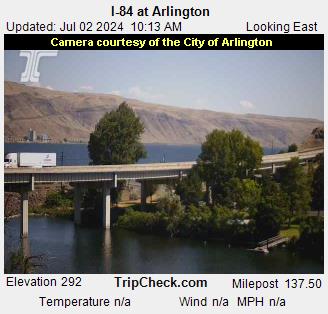 I-84 at Arlington
Updated: Jul 02 2024 10:13 AM Looking East
Camera courtesy of the City of Arlington
Elevation 292 TripCheck.com Milepost 137.50
Temperature n/a Wind n/a MPH n/a